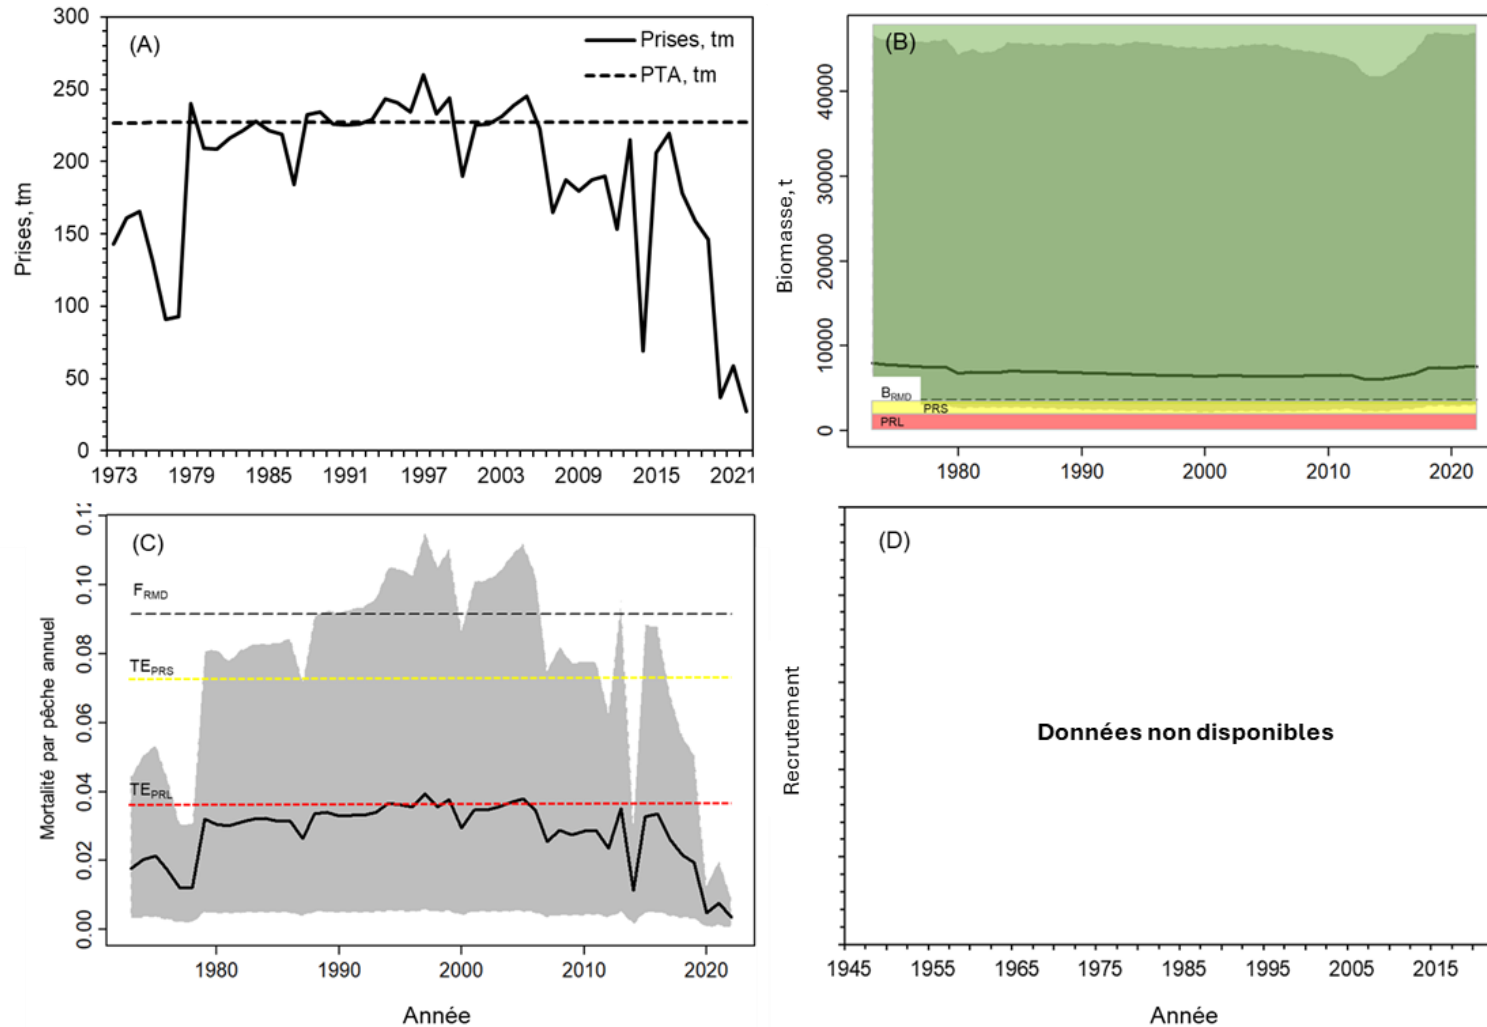 (A)
Prises, tm
PTA, tm
300
250
200
150
100
50
0
Prises, tm
1973 1979 1985 1991 1997 2003 2009 2015 2021
(B)
40000
30000
20000
10000
0
Biomasse, t
BRMD
PRS
PRL
1980 1990 2000 2010 2020
(C)
0.10
0.08
0.06
0.04
0.02
0.00
Mortalité par pêche annuel
FRMD
TEPRS
TEPRL
1980 1990 2000 2010 2020
Année
(D)
Recrutement
Données non disponibles
1945 1955 1965 1975 1985 1995 2005 2015
Année